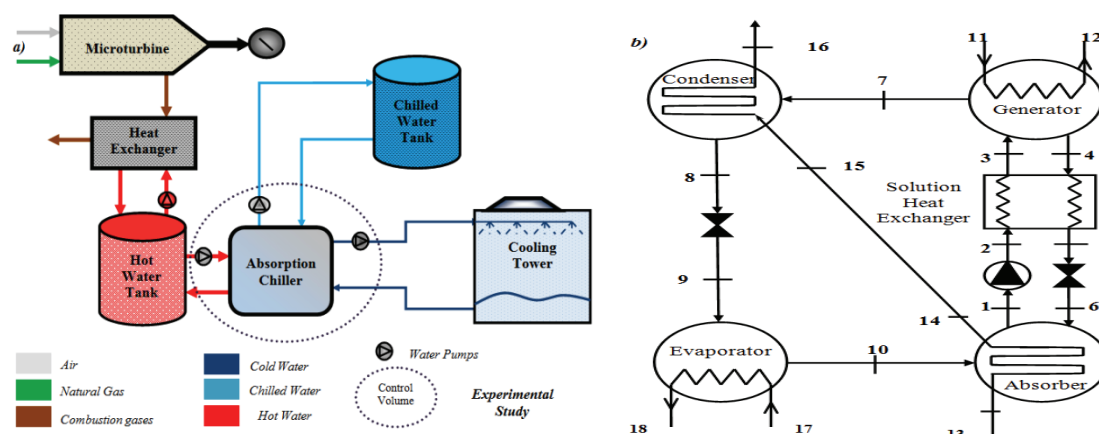 a)
Microturbine
Heat
Exchanger
Chilled
Water
Tank
Hot
Water
Tank
Absorption
Chiller
Cooling
Tower
Air
Natural Gas
Combustion gases
Cold Water
Chilled Water
Hot Water
Water Pumps
Control
Volume
Experimental
Study
b)
16
11
12
Condenser
7
Generator
15
3
4
8
Solution
Heat
Exchanger
2
9
14
1
6
Evaporator
10
Absorber
18
17
13